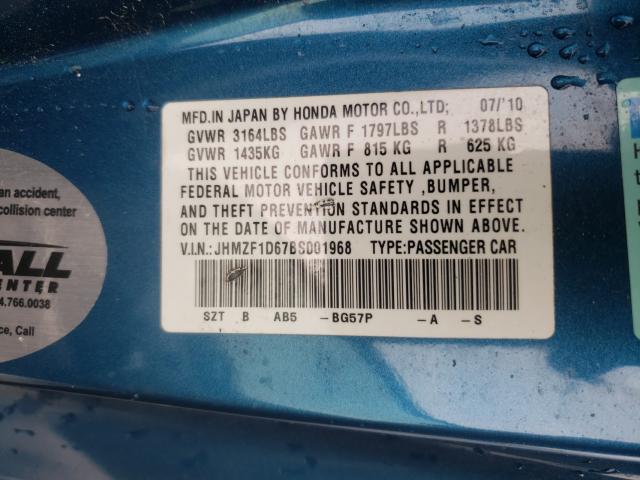 MFD.IN JAPAN BY HONDA MOTOR CO.,LTD; 07/'10
GVWR 3164LBS GAWR F 1797LBS R 1378LBS
GVWR 1435KG GAWR F 815 KG R 625 KG
THIS VEHICLE CONFORMS TO ALL APPLICABLE
FEDERAL MOTOR VEHICLE SAFETY ,BUMPER,
AND THEFT PREVENTION STANDARDS IN EFFECT
ON THE DATE OF MANUFACTURE SHOWN ABOVE.
V.I.N.:JHMZF1D67BS001968 TYPE:PASSENGER CAR
SZT B AB5 -BG57P -A -S
an accident,
collision center
ALL
ENTER
4.766.0038
ce, Call